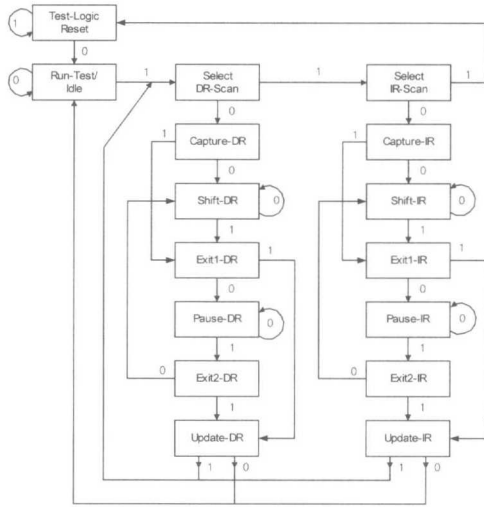 Test-Logic
Reset
1
0
Run-Test/
Idle
0
1
Select
DR-Scan
1
Select
IR-Scan
1
0
0
Capture-DR
Capture-IR
1
1
0
0
Shift-DR
0
Shift-IR
0
1
1
Exit1-DR
1
Exit1-IR
1
0
0
Pause-DR
0
Pause-IR
0
1
1
0
Exit2-DR
0
Exit2-IR
1
1
Update-DR
Update-IR
1
0
1
0